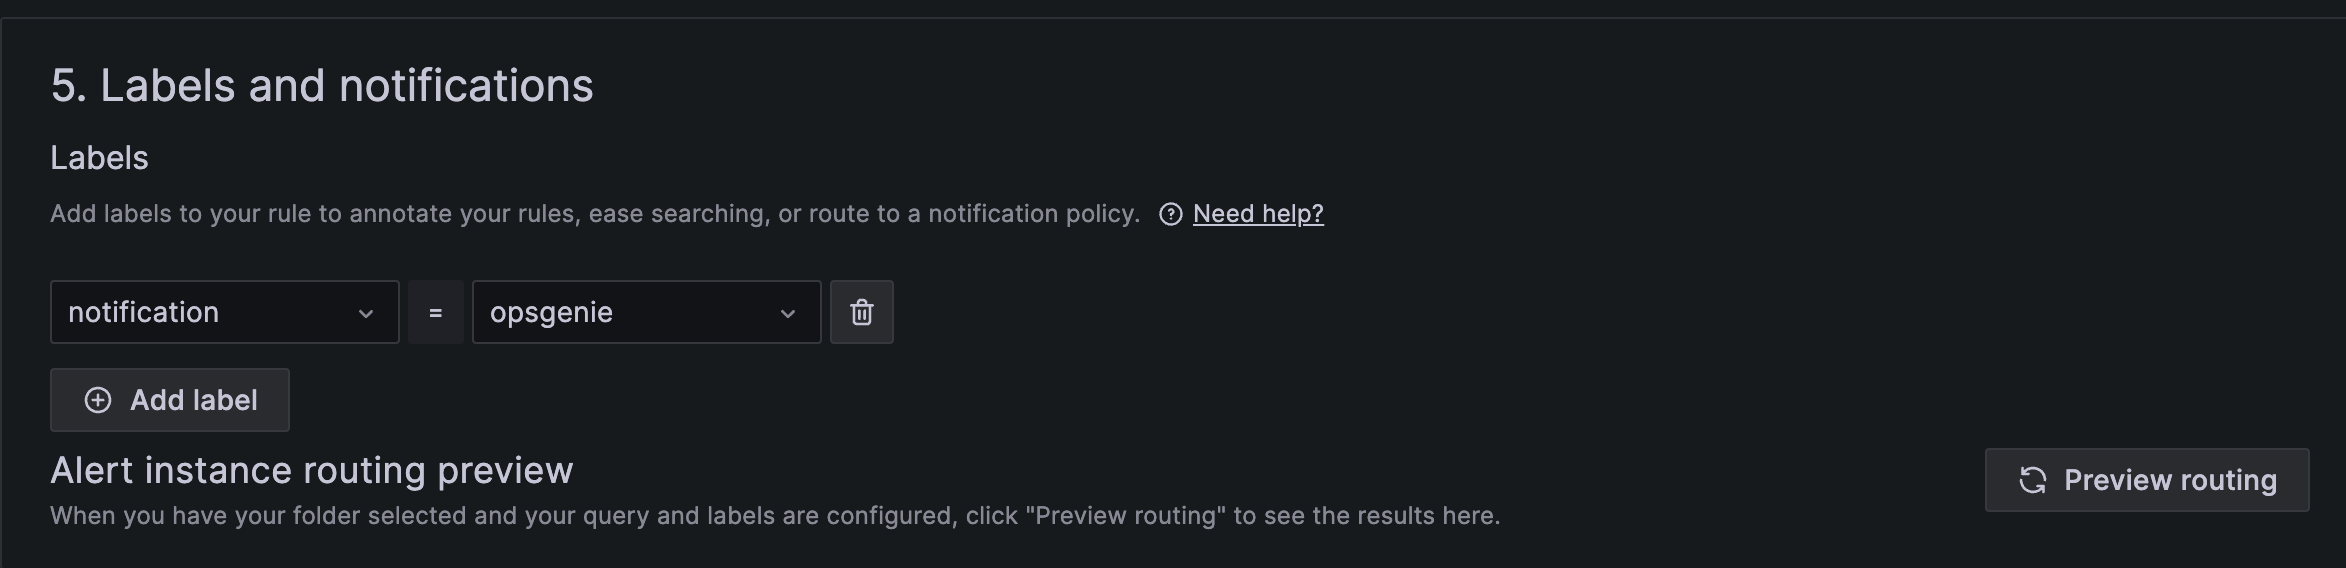 5. Labels and notifications
Labels
Add labels to your rule to annotate your rules, ease searching, or route to a notification policy. Need help?
notification = opsgenie
Add label
Alert instance routing preview
Preview routing
When you have your folder selected and your query and labels are configured, click "Preview routing" to see the results here.